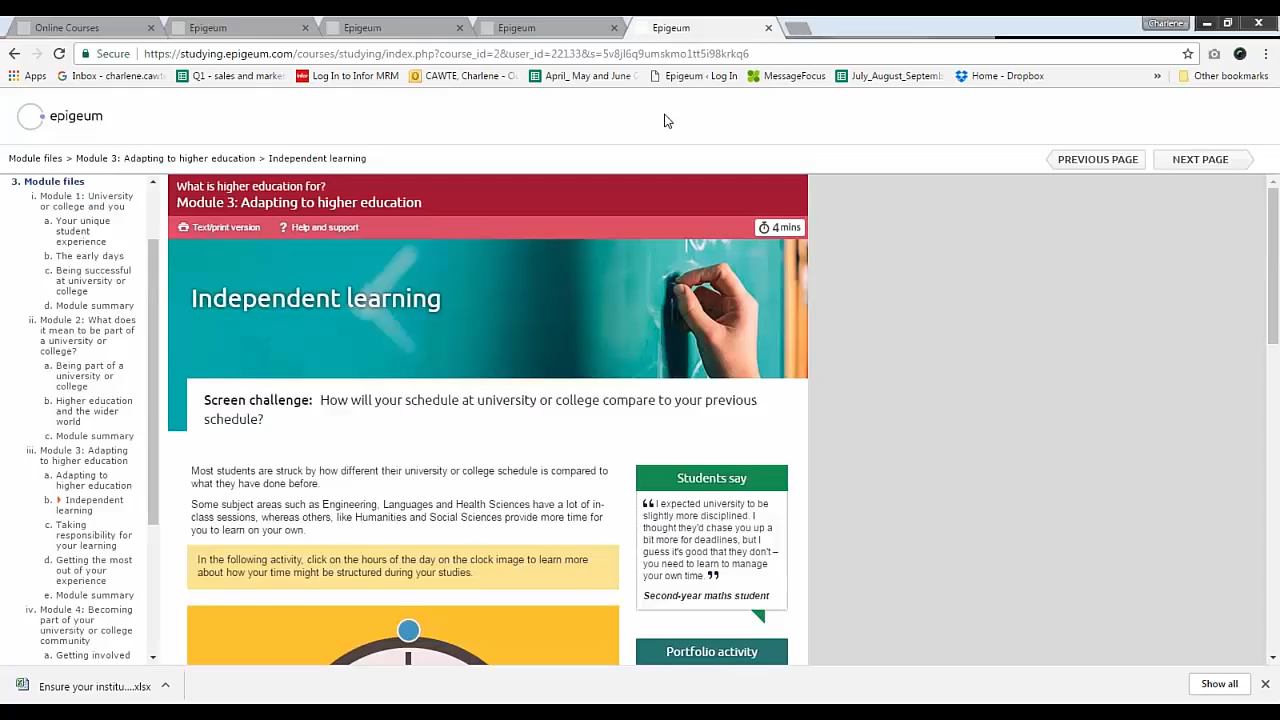 Online Courses
Epigeum
Epigeum
Epigeum
Epigeum
Charlene
Secure
https://studying.epigeum.com/courses/studying/index.php?course_id=2&user_id=22133&s=5v8jl6q9umskmo1tt5i98krkq6
Apps
Inbox - charlene.cawt
Q1 - sales and marke
Log In to Infor MRM
CAWTE, Charlene - O
April_May and June
Epigeum ‹ Log In
MessageFocus
July_August_Septem
Home - Dropbox
»
Other bookmarks
epigeum
Module files > Module 3: Adapting to higher education > Independent learning
PREVIOUS PAGE
NEXT PAGE
3. Module files
i. Module 1: University
or college and you
a. Your unique
student
experience
b. The early days
c. Being successful
at university or
college
d. Module summary
ii. Module 2: What does
it mean to be part of
a university or
college?
a. Being part of a
university or
college
b. Higher education
and the wider
world
c. Module summary
iii. Module 3: Adapting
to higher education
a. Adapting to
higher education
b. Independent
learning
c. Taking
responsibility for
your learning
d. Getting the most
out of your
experience
e. Module summary
iv. Module 4: Becoming
part of your
university or college
community
a. Getting involved
What is higher education for?
Module 3: Adapting to higher education
Text/print version
? Help and support
4 mins
Independent learning
Screen challenge: How will your schedule at university or college compare to your previous
schedule?
Most students are struck by how different their university or college schedule is compared to
what they have done before.
Some subject areas such as Engineering, Languages and Health Sciences have a lot of in-
class sessions, whereas others, like Humanities and Social Sciences provide more time for
you to learn on your own.
In the following activity, click on the hours of the day on the clock image to learn more
about how your time might be structured during your studies.
Students say
❝ I expected university to be
slightly more disciplined. I
thought they'd chase you up a
bit more for deadlines, but I
guess it's good that they don't –
you need to learn to manage
your own time. ❞
Second-year maths student
Portfolio activity
Ensure your institu....xlsx
Show all